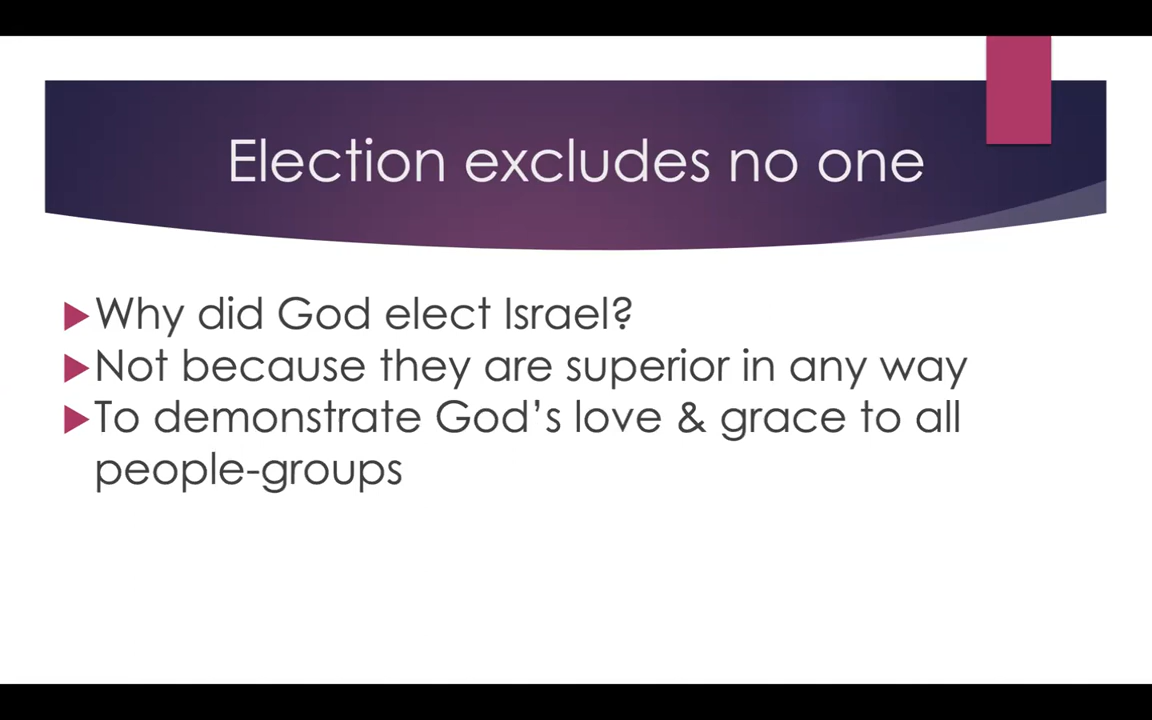 Election excludes no one
Why did God elect Israel?
Not because they are superior in any way
To demonstrate God’s love & grace to all
people-groups